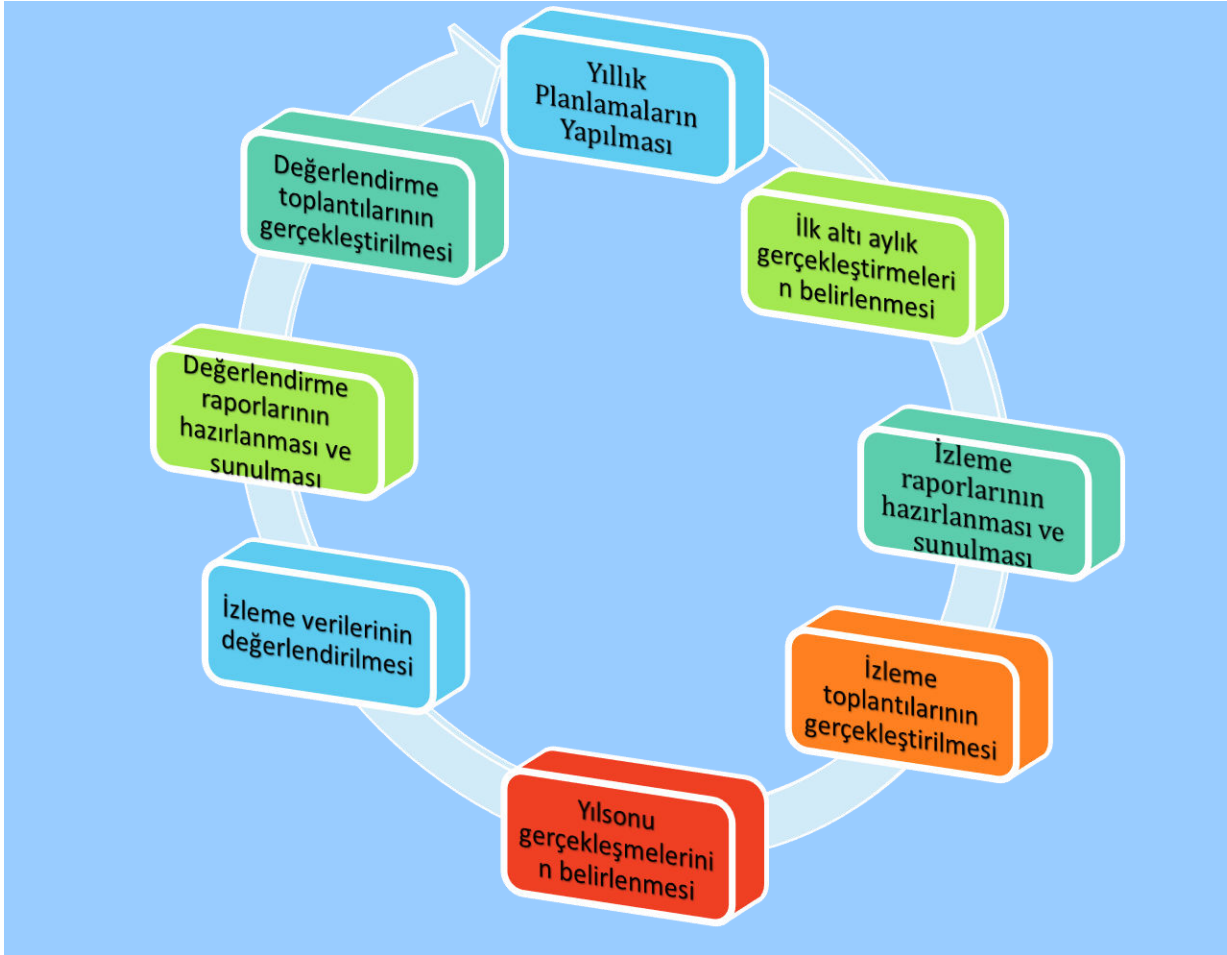 Yıllık
Planlamaların
Yapılması
İlk altı aylık
gerçekleştirmeleri
n belirlenmesi
İzleme
raporlarının
hazırlanması ve
sunulması
İzleme
toplantılarının
gerçekleştirilmesi
Yılsonu
gerçekleşmelerini
n belirlenmesi
İzleme verilerinin
değerlendirilmesi
Değerlendirme
raporlarının
hazırlanması ve
sunulması
Değerlendirme
toplantılarının
gerçekleştirilmesi